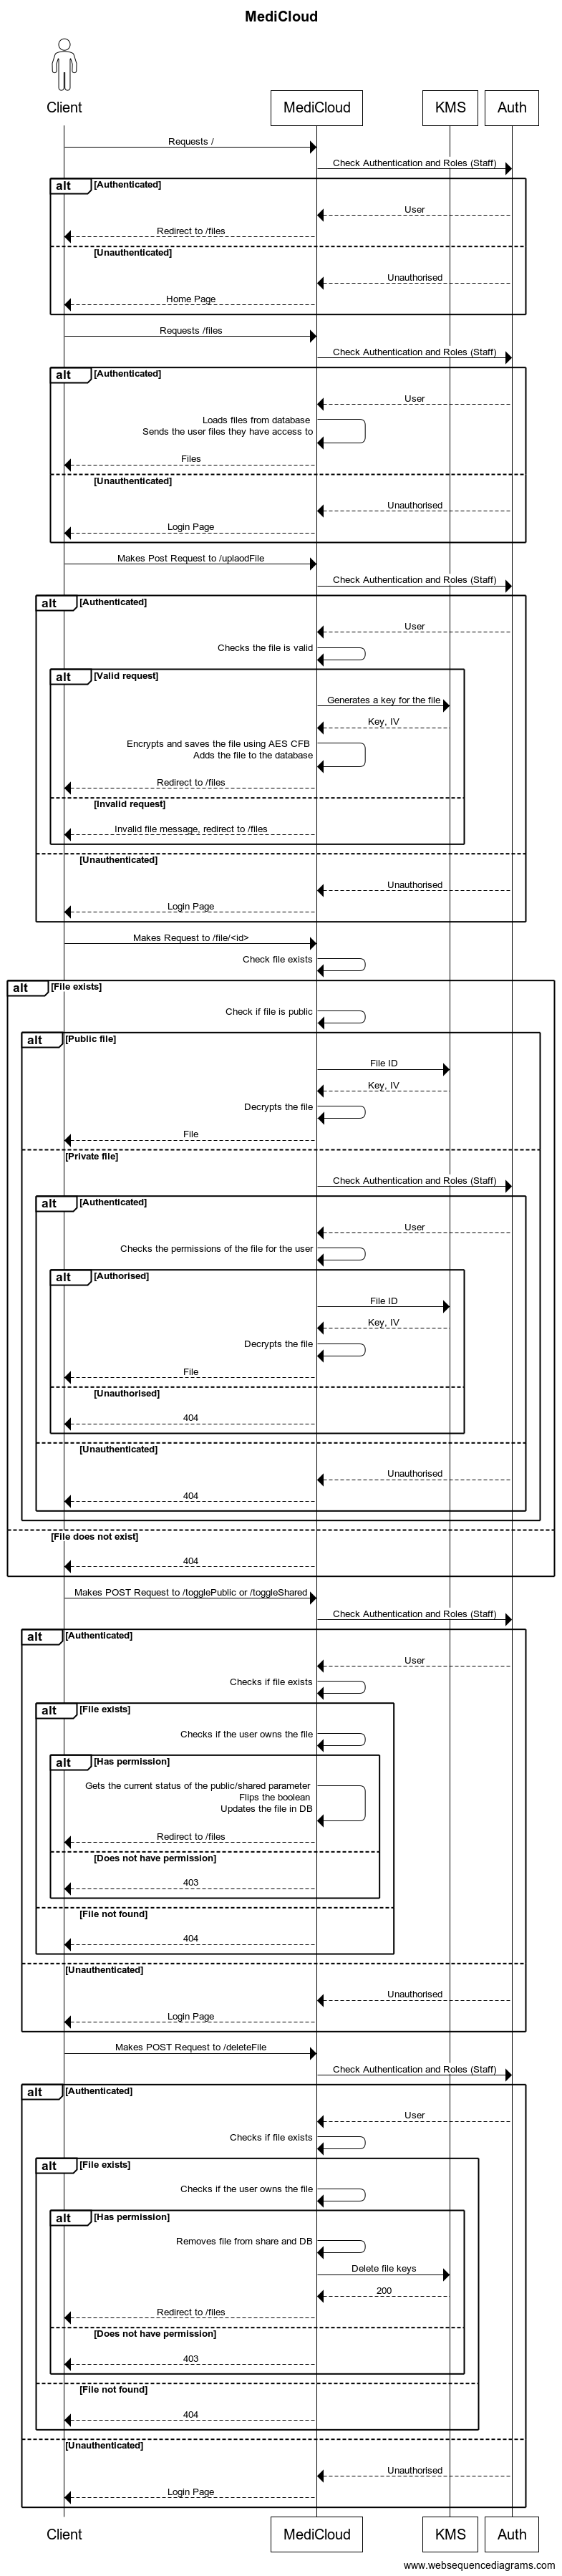 MediCloud
Client
MediCloud
KMS
Auth
Requests /
Check Authentication and Roles (Staff)
alt
[Authenticated]
User
Redirect to /files
[Unauthenticated]
Unauthorised
Home Page
Requests /files
Check Authentication and Roles (Staff)
alt
[Authenticated]
User
Loads files from database
Sends the user files they have access to
Files
[Unauthenticated]
Unauthorised
Login Page
Makes Post Request to /uplaodFile
Check Authentication and Roles (Staff)
alt
[Authenticated]
User
Checks the file is valid
alt
[Valid request]
Generates a key for the file
Key, IV
Encrypts and saves the file using AES CFB
Adds the file to the database
Redirect to /files
[Invalid request]
Invalid file message, redirect to /files
[Unauthenticated]
Unauthorised
Login Page
Makes Request to /file/<id>
Check file exists
alt
[File exists]
Check if file is public
alt
[Public file]
File ID
Key, IV
Decrypts the file
File
[Private file]
Check Authentication and Roles (Staff)
alt
[Authenticated]
User
Checks the permissions of the file for the user
alt
[Authorised]
File ID
Key, IV
Decrypts the file
File
[Unauthorised]
404
[Unauthenticated]
Unauthorised
404
[File does not exist]
404
Makes POST Request to /togglePublic or /toggleShared
Check Authentication and Roles (Staff)
alt
[Authenticated]
User
Checks if file exists
alt
[File exists]
Checks if the user owns the file
alt
[Has permission]
Gets the current status of the public/shared parameter
Flips the boolean
Updates the file in DB
Redirect to /files
[Does not have permission]
403
[File not found]
404
[Unauthenticated]
Unauthorised
Login Page
Makes POST Request to /deleteFile
Check Authentication and Roles (Staff)
alt
[Authenticated]
User
Checks if file exists
alt
[File exists]
Checks if the user owns the file
alt
[Has permission]
Removes file from share and DB
Delete file keys
200
Redirect to /files
[Does not have permission]
403
[File not found]
404
[Unauthenticated]
Unauthorised
Login Page
Client
MediCloud
KMS
Auth
www.websequencediagrams.com